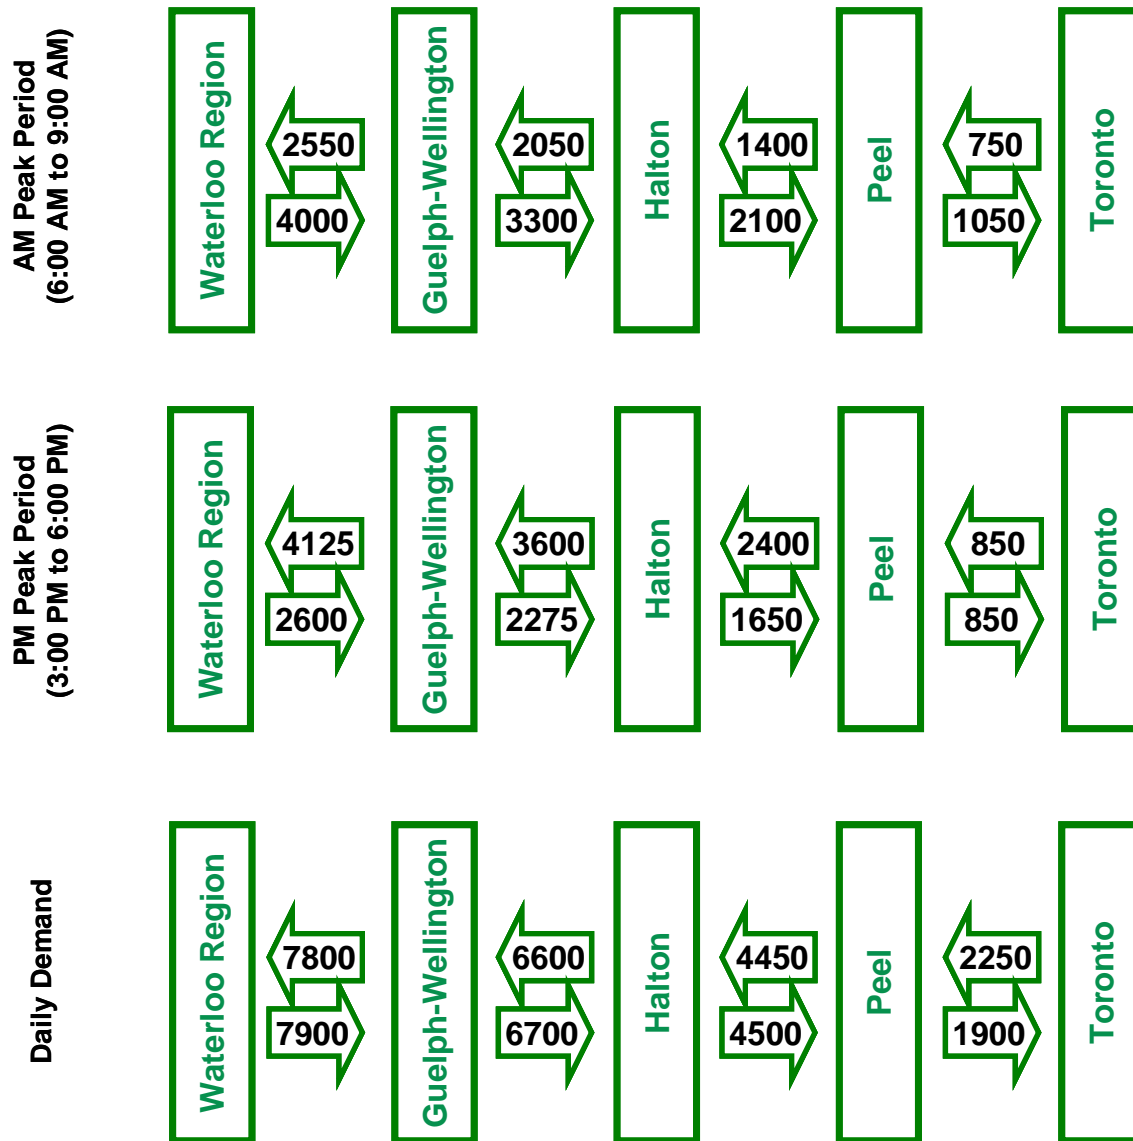 AM Peak Period
(6:00 AM to 9:00 AM)
Waterloo Region
2550
4000
Guelph-Wellington
2050
3300
Halton
1400
2100
Peel
750
1050
Toronto
PM Peak Period
(3:00 PM to 6:00 PM)
Waterloo Region
4125
2600
Guelph-Wellington
3600
2275
Halton
2400
1650
Peel
850
850
Toronto
Daily Demand
Waterloo Region
7800
7900
Guelph-Wellington
6600
6700
Halton
4450
4500
Peel
2250
1900
Toronto